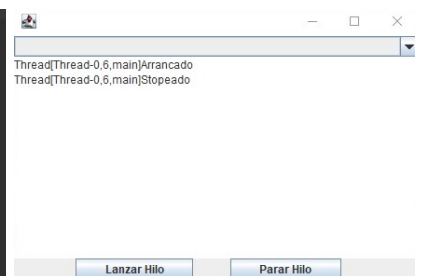 Thread[Thread-0,6,main]Arrancado
Thread[Thread-0,6,main]Stopeado
Lanzar Hilo
Parar Hilo